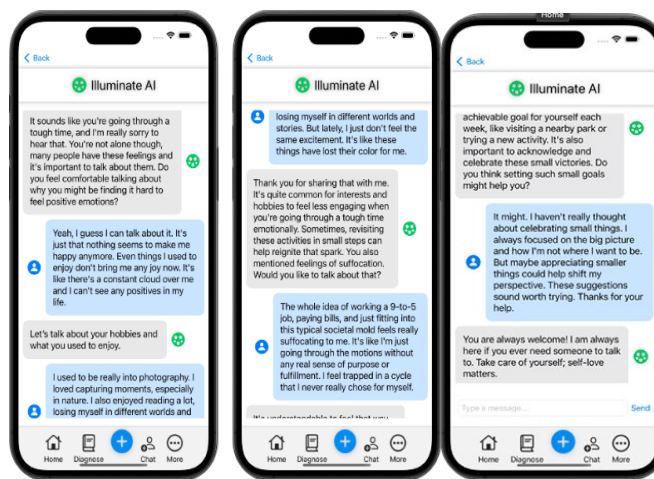 Back
Illuminate AI
It sounds like you're going through a
tough time, and I'm really sorry to
hear that. You're not alone though,
many people have these feelings and
it's important to talk about them. Do
you feel comfortable talking about
why you might be finding it hard to
feel positive emotions?
Yeah, I guess I can talk about it. It's
just that nothing seems to make me
happy anymore. Even things I used to
enjoy don't bring me any joy now. It's
like there's a constant cloud over me
and I can't see any positives in my
life.
Let's talk about your hobbies and
what you used to enjoy.
I used to be really into photography. I
loved capturing moments, especially
in nature. I also enjoyed reading a lot,
losing myself in different worlds and
Home
Diagnose
Chat
More
Back
Illuminate AI
losing myself in different worlds and
stories. But lately, I just don't feel the
same excitement. It's like these
things have lost their color for me.
Thank you for sharing that with me.
It's quite common for interests and
hobbies to feel less engaging when
you're going through a tough time
emotionally. Sometimes, revisiting
these activities in small steps can
help reignite that spark. You also
mentioned feelings of suffocation.
Would you like to talk about that?
The whole idea of working a 9-to-5
job, paying bills, and just fitting into
this typical societal mold feels really
suffocating to me. It's like I'm just
going through the motions without
any real sense of purpose or
fulfillment. I feel trapped in a cycle
that I never really chose for myself.
It's understandable to feel that way
Home
Diagnose
Chat
More
Home
Back
Illuminate AI
achievable goal for yourself each
week, like visiting a nearby park or
trying a new activity. It's also
important to acknowledge and
celebrate these small victories. Do
you think setting such small goals
might help you?
It might. I haven't really thought
about celebrating small things. I
always focused on the big picture
and how I'm not where I want to be.
But maybe appreciating smaller
things could help shift my
perspective. These suggestions
sound worth trying. Thanks for your
help.
You are always welcome! I am always
here if you ever need someone to talk
to. Take care of yourself; self-love
matters.
Type a message...
Send
Home
Diagnose
Chat
More